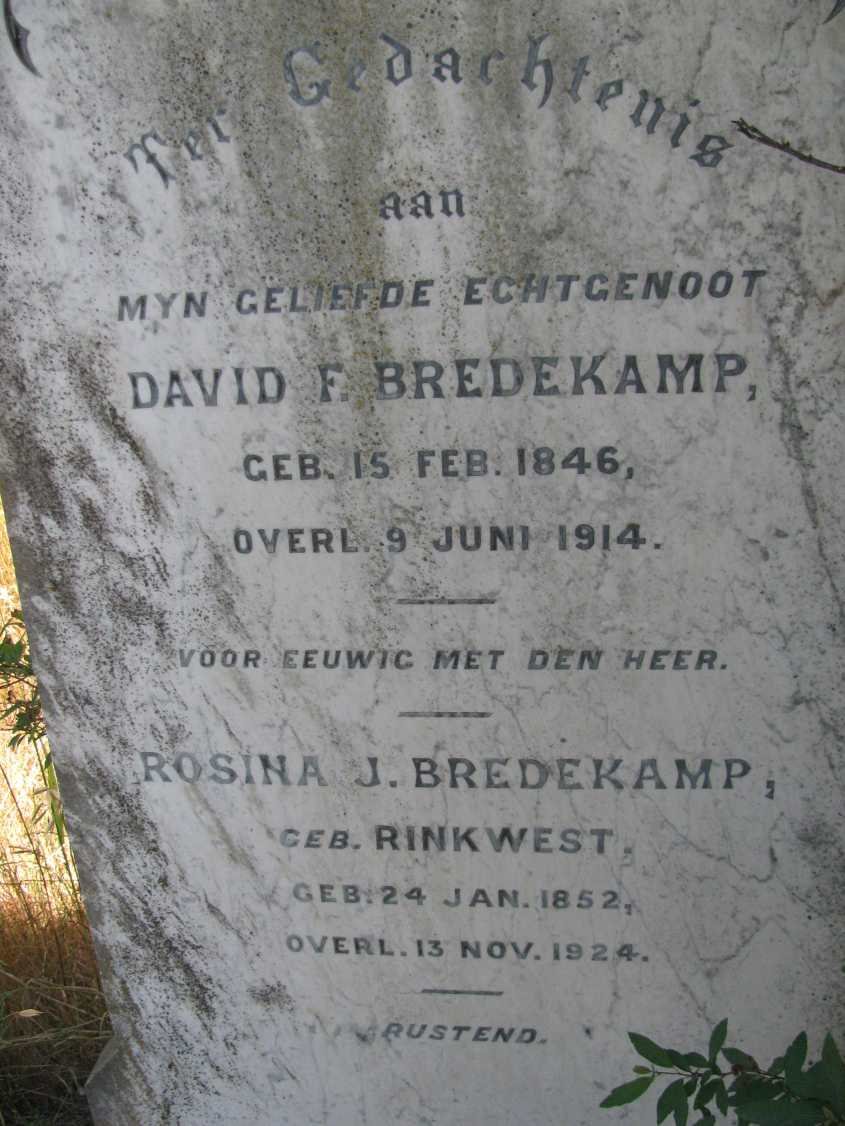 Ter Gedachtenis
aan
MYN GELIEFDE ECHTGENOOT
DAVID F. BREDEKAMP,
GEB. 15 FEB. 1846,
OVERL. 9 JUNI 1914.
VOOR EEUWIG MET DEN HEER.
ROSINA J. BREDEKAMP,
GEB. RINKWEST,
GEB. 24 JAN. 1852,
OVERL. 13 NOV. 1924.
RUSTEND.